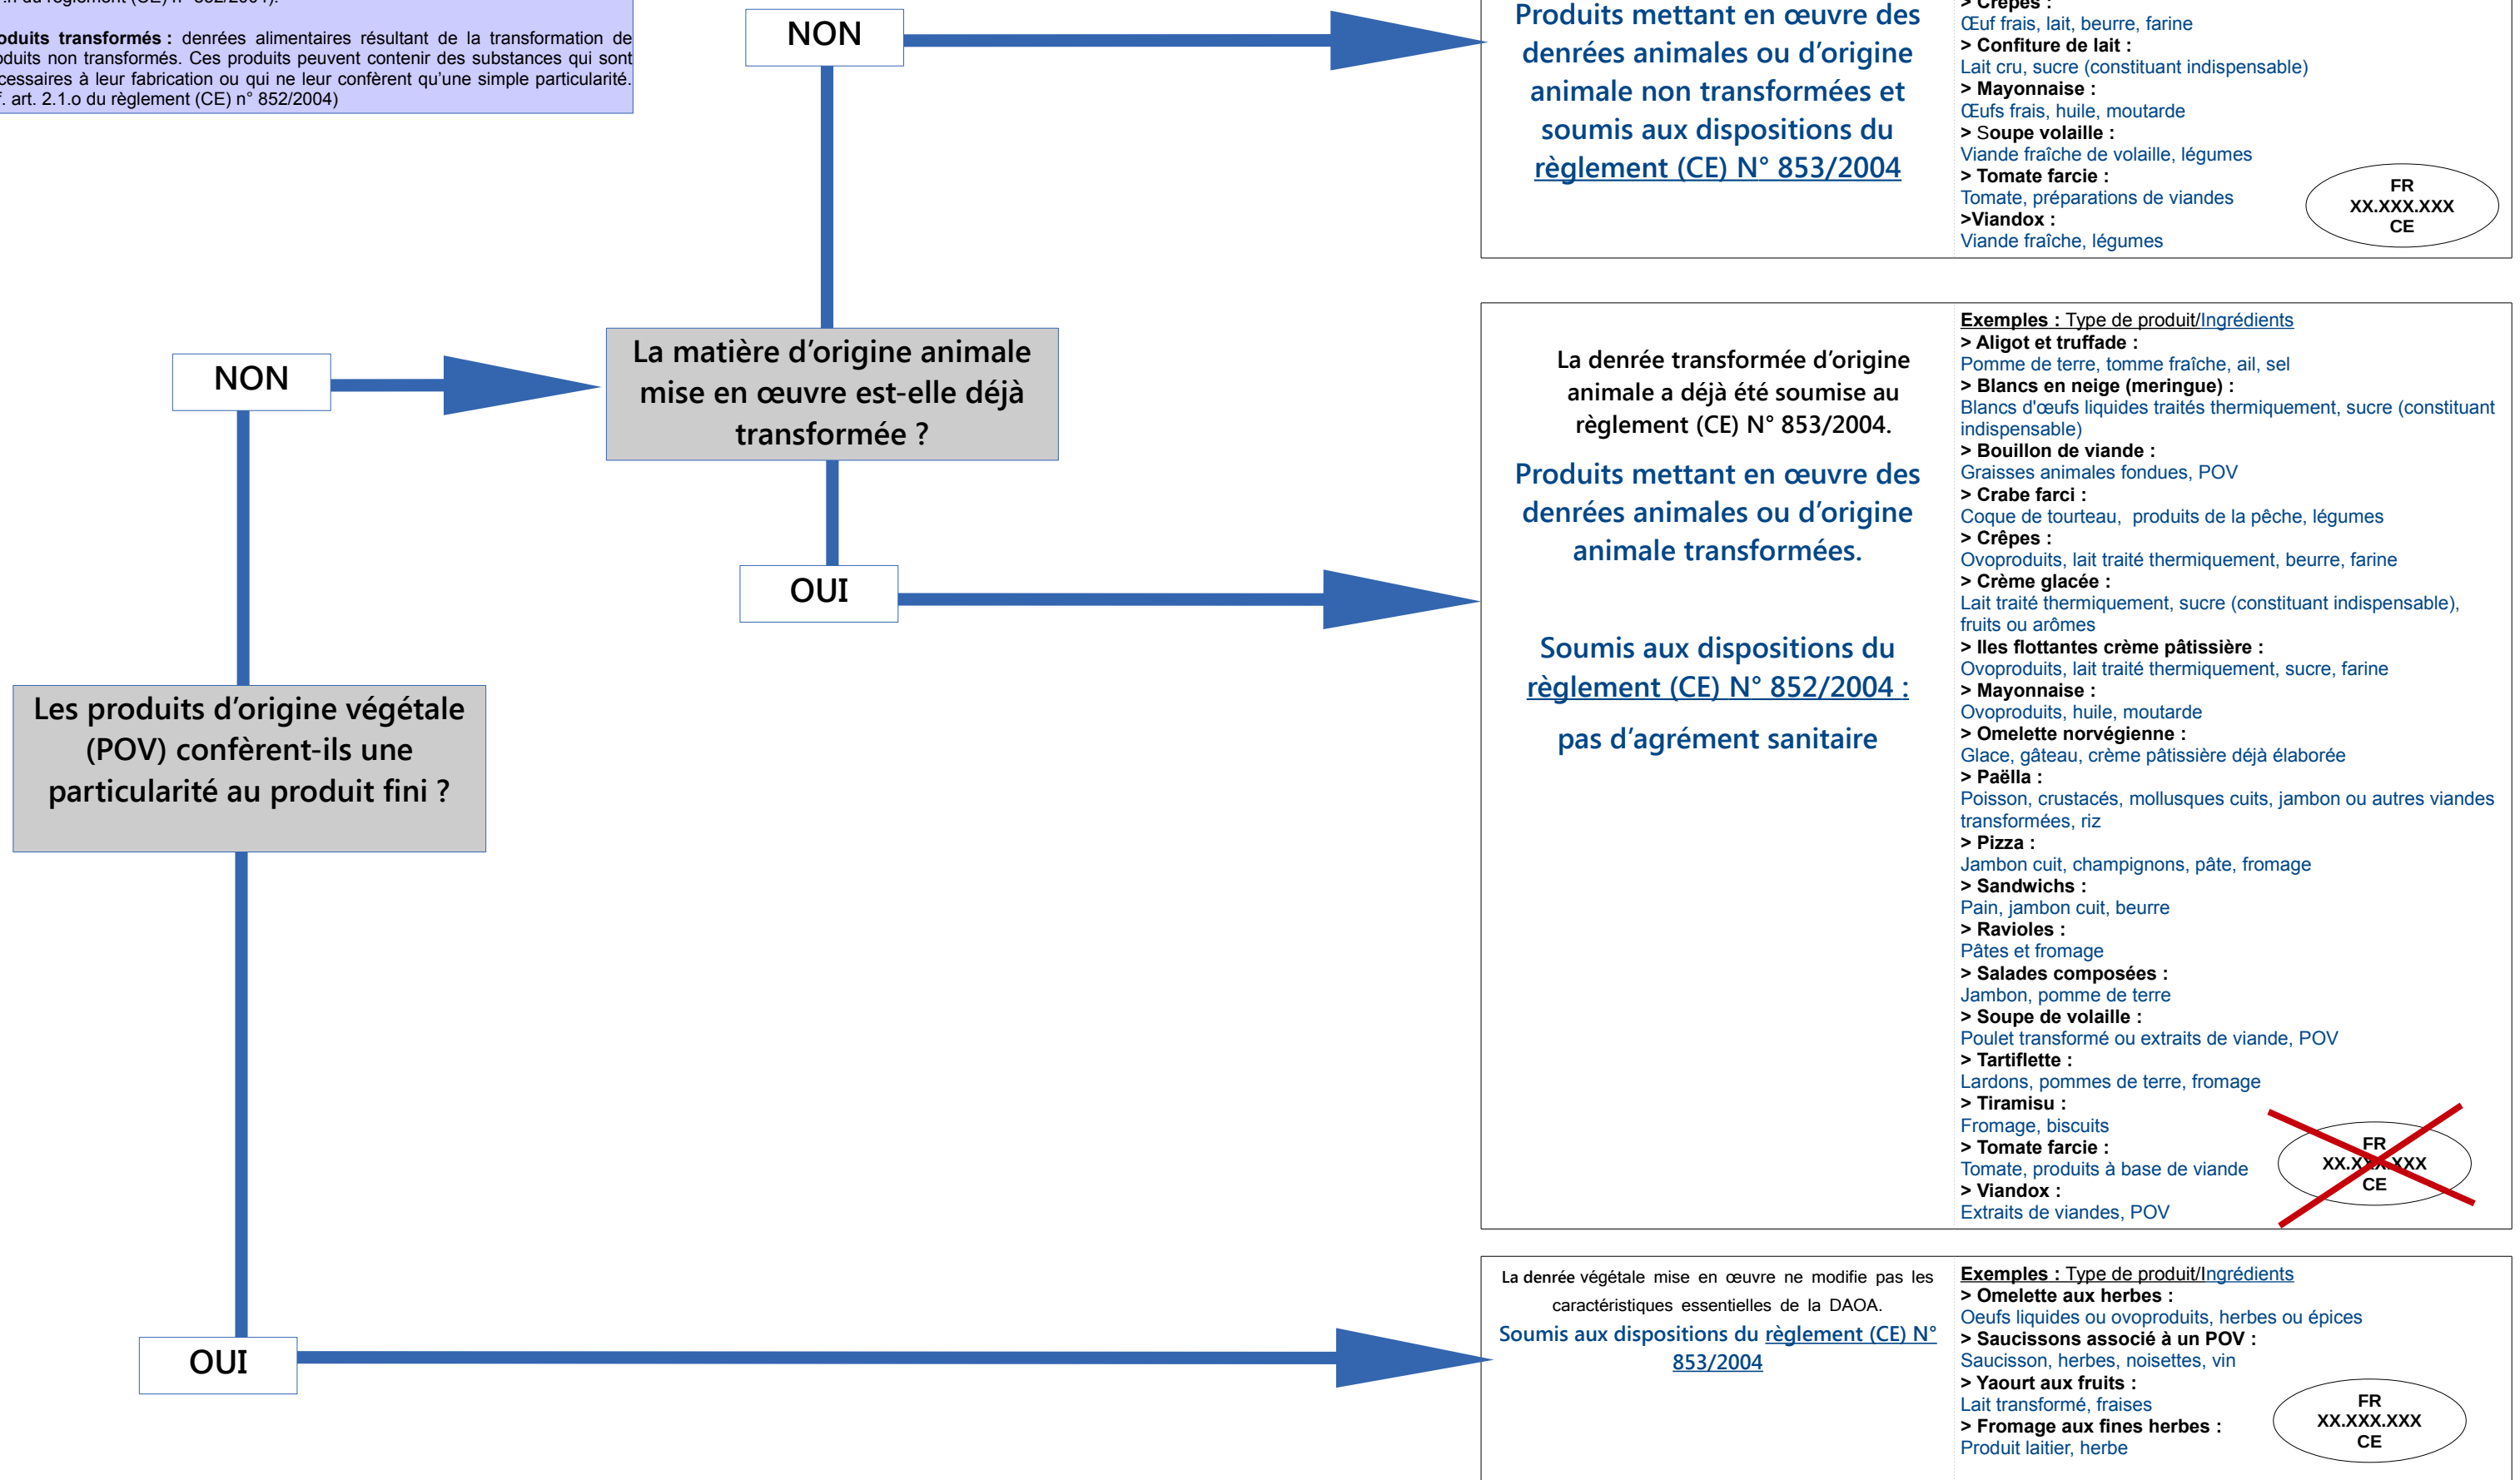 du règlement (CE) n° 852/2004).
transformés : denrées alimentaires résultant de la transformation de
non transformés. Ces produits peuvent contenir des substances qui sont
à leur fabrication ou qui ne leur confèrent qu'une simple particularité.
art. 2.1.o du règlement (CE) n° 852/2004)
NON
Produits mettant en œuvre des
denrées animales ou d'origine
animale non transformées et
soumis aux dispositions du
règlement (CE) N° 853/2004
> Crêpes :
Œuf frais, lait, beurre, farine
> Confiture de lait :
Lait cru, sucre (constituant indispensable)
> Mayonnaise :
Œufs frais, huile, moutarde
> Soupe volaille :
Viande fraîche de volaille, légumes
> Tomate farcie :
Tomate, préparations de viandes
>Viandox :
Viande fraîche, légumes
FR
XX.XXX.XXX
CE
NON
La matière d'origine animale
mise en œuvre est-elle déjà
transformée ?
OUI
La denrée transformée d'origine
animale a déjà été soumise au
règlement (CE) N° 853/2004.
Produits mettant en œuvre des
denrées animales ou d'origine
animale transformées.
Soumis aux dispositions du
règlement (CE) N° 852/2004 :
pas d'agrément sanitaire
Exemples : Type de produit/Ingrédients
> Aligot et truffade :
Pomme de terre, tomme fraîche, ail, sel
> Blancs en neige (meringue) :
Blancs d'œufs liquides traités thermiquement, sucre (constituant
indispensable)
> Bouillon de viande :
Graisses animales fondues, POV
> Crabe farci :
Coque de tourteau, produits de la pêche, légumes
> Crêpes :
Ovoproduits, lait traité thermiquement, beurre, farine
> Crème glacée :
Lait traité thermiquement, sucre (constituant indispensable),
fruits ou arômes
> Iles flottantes crème pâtissière :
Ovoproduits, lait traité thermiquement, sucre, farine
> Mayonnaise :
Ovoproduits, huile, moutarde
> Omelette norvégienne :
Glace, gâteau, crème pâtissière déjà élaborée
> Paëlla :
Poisson, crustacés, mollusques cuits, jambon ou autres viandes
transformées, riz
> Pizza :
Jambon cuit, champignons, pâte, fromage
> Sandwichs :
Pain, jambon cuit, beurre
> Ravioles :
Pâtes et fromage
> Salades composées :
Jambon, pomme de terre
> Soupe de volaille :
Poulet transformé ou extraits de viande, POV
> Tartiflette :
Lardons, pommes de terre, fromage
> Tiramisu :
Fromage, biscuits
> Tomate farcie :
Tomate, produits à base de viande
> Viandox :
Extraits de viandes, POV
FR
XX.XXX.XXX
CE
Les produits d'origine végétale
(POV) confèrent-ils une
particularité au produit fini ?
OUI
La denrée végétale mise en œuvre ne modifie pas les
caractéristiques essentielles de la DAOA.
Soumis aux dispositions du règlement (CE) N°
853/2004
Exemples : Type de produit/Ingrédients
> Omelette aux herbes :
Oeufs liquides ou ovoproduits, herbes ou épices
> Saucissons associé à un POV :
Saucisson, herbes, noisettes, vin
> Yaourt aux fruits :
Lait transformé, fraises
> Fromage aux fines herbes :
Produit laitier, herbe
FR
XX.XXX.XXX
CE